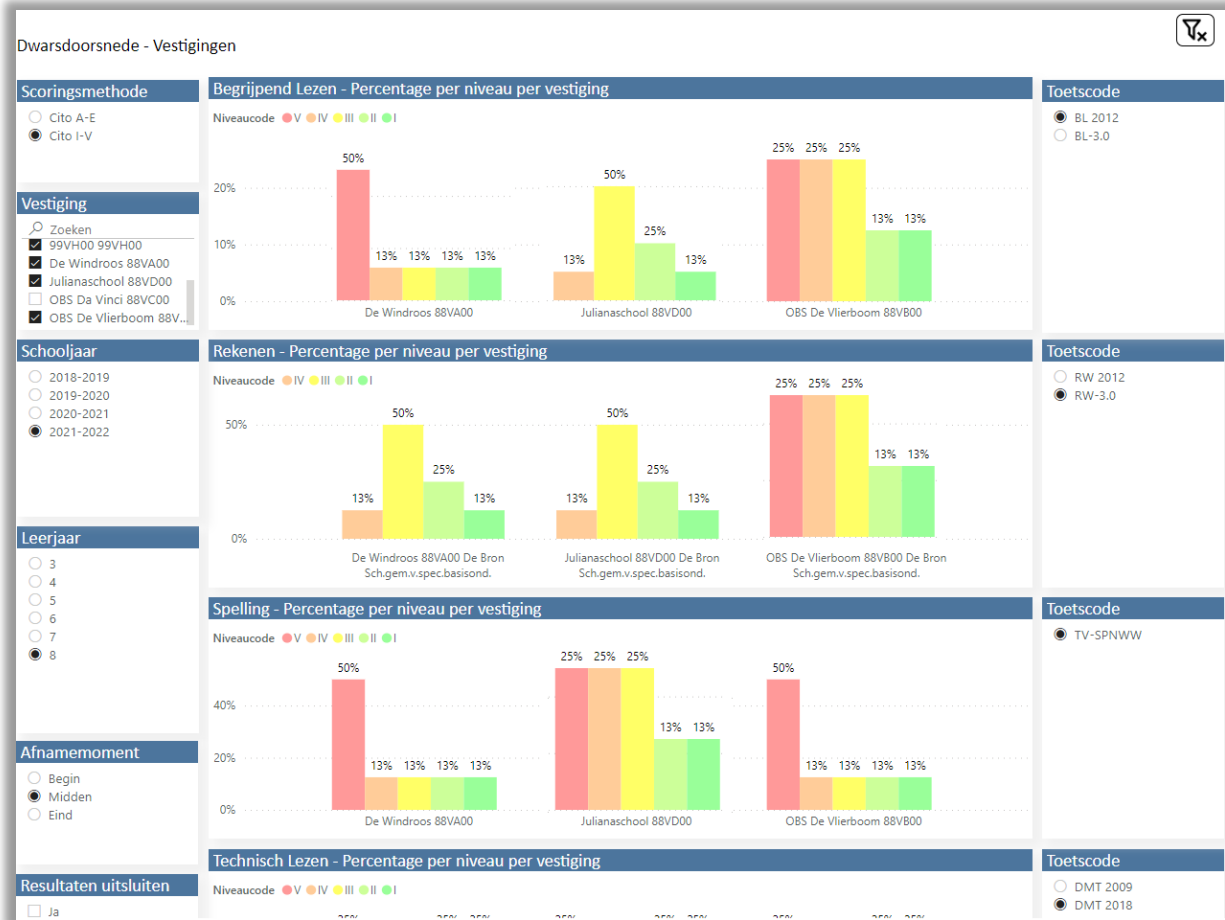 Dwarsdoorsnede - Vestigingen
Scoringsmethode
Cito A-E
Cito I-V
Vestiging
Zoeken
99VH00 99VH00
De Windroos 88VA00
Julianaschool 88VD00
OBS Da Vinci 88VC00
OBS De Vlierboom 88V...
Schooljaar
2018-2019
2019-2020
2020-2021
2021-2022
Leerjaar
3
4
5
6
7
8
Afnamemoment
Begin
Midden
Eind
Resultaten uitsluiten
Ja
Begrijpend Lezen - Percentage per niveau per vestiging
Niveaucode V IV III II I
20%
10%
0%
50% 13% 13% 13% 13%
13% 50% 25% 13%
25% 25% 25% 13% 13%
De Windroos 88VA00
Julianaschool 88VD00
OBS De Vlierboom 88VB00
Toetscode
BL 2012
BL-3.0
Rekenen - Percentage per niveau per vestiging
Niveaucode IV III II I
50%
0%
13% 50% 25% 13%
13% 50% 25% 13%
25% 25% 25% 13% 13%
De Windroos 88VA00 De Bron
Sch.gem.v.spec.basisond.
Julianaschool 88VD00 De Bron
Sch.gem.v.spec.basisond.
OBS De Vlierboom 88VB00 De Bron
Sch.gem.v.spec.basisond.
Toetscode
RW 2012
RW-3.0
Spelling - Percentage per niveau per vestiging
Niveaucode V IV III II I
40%
20%
0%
50% 13% 13% 13% 13%
25% 25% 25% 13% 13%
50% 13% 13% 13% 13%
De Windroos 88VA00
Julianaschool 88VD00
OBS De Vlierboom 88VB00
Toetscode
TV-SPNWW
Technisch Lezen - Percentage per niveau per vestiging
Niveaucode V IV III II I
Toetscode
DMT 2009
DMT 2018